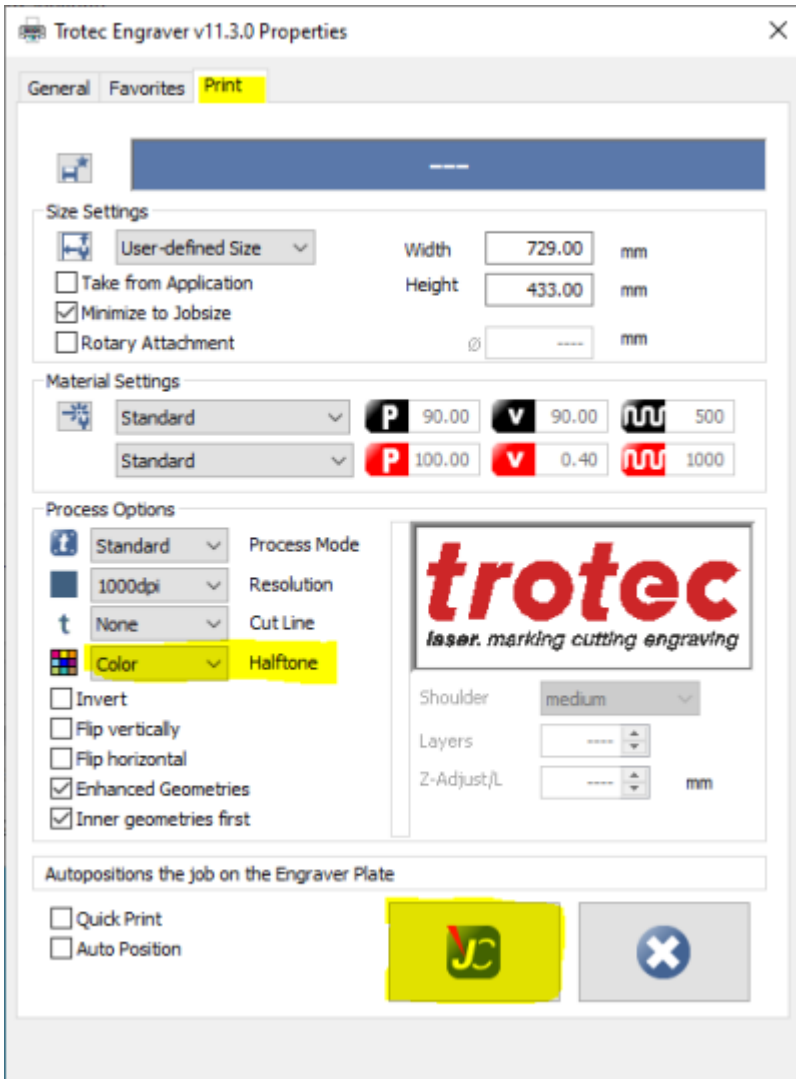 Trotec Engraver v11.3.0 Properties
General Favorites Print
---
Size Settings
User-defined Size Width 729.00 mm
Take from Application Height 433.00 mm
Minimize to Jobsize
Rotary Attachment Ø ---- mm
Material Settings
Standard P 90.00 v 90.00 500
Standard P 100.00 v 0.40 1000
Process Options
t Standard Process Mode
1000dpi Resolution
t None Cut Line
Color Halftone
Invert
Flip vertically
Flip horizontal
Enhanced Geometries
Inner geometries first
trotec
laser. marking cutting engraving
Shoulder medium
Layers ----
Z-Adjust/L ---- mm
Autopositions the job on the Engraver Plate
Quick Print
Auto Position
JC